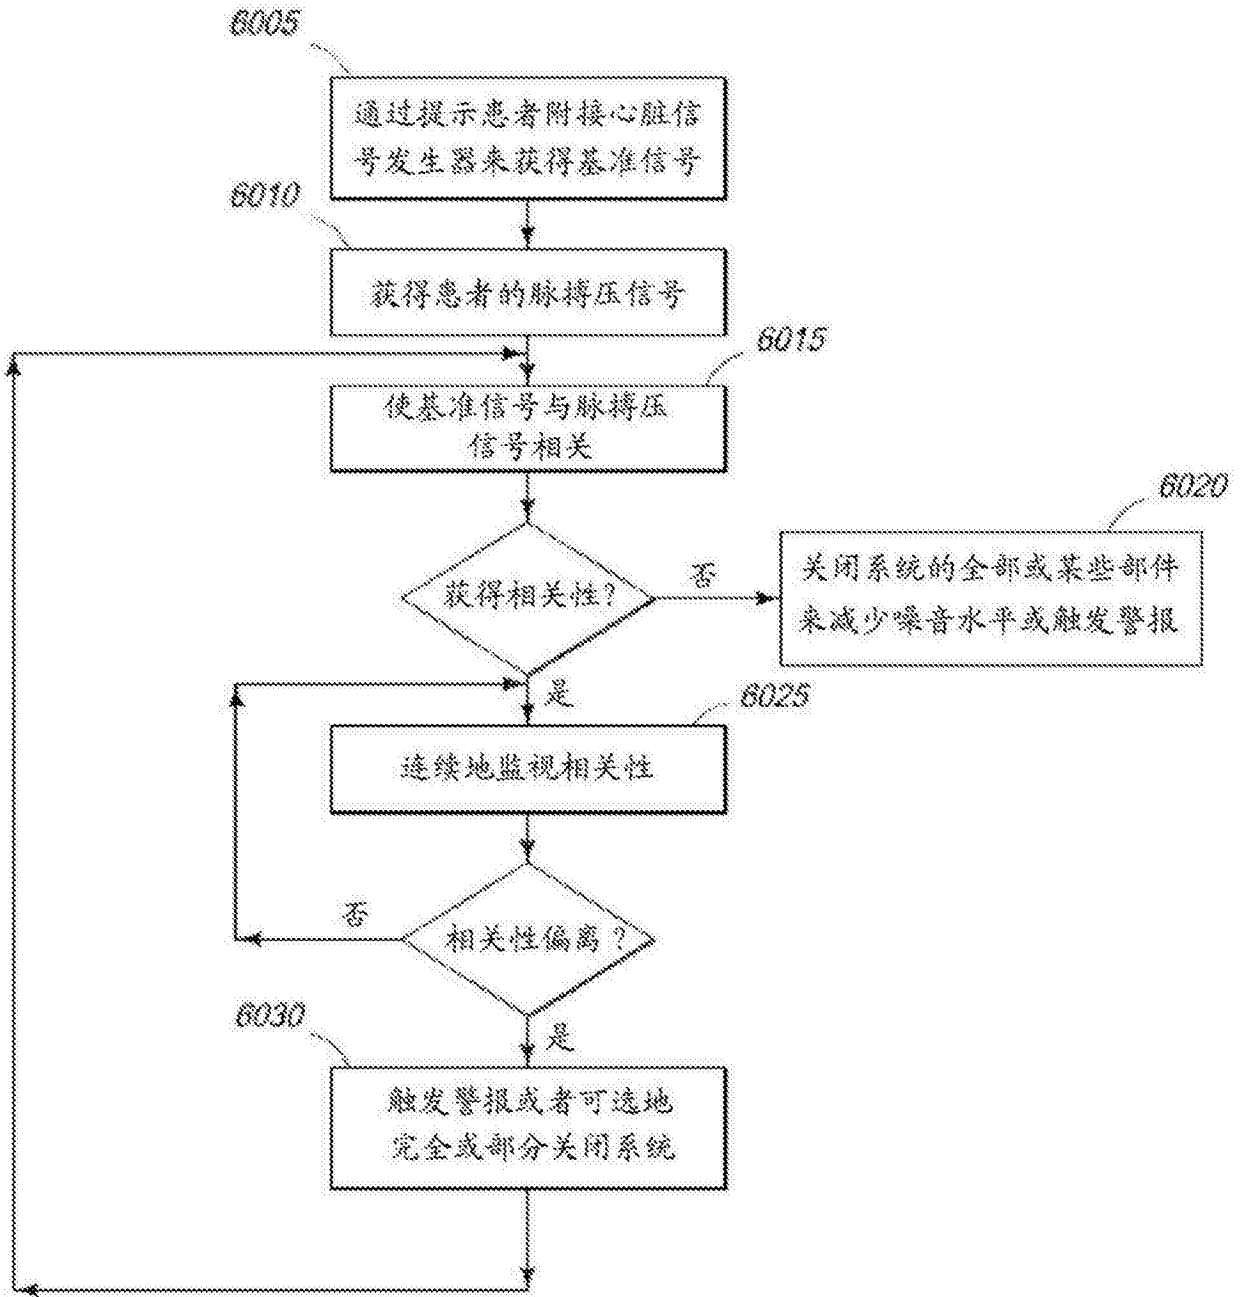 6005
通过提示患者附接心脏信
号发生器来获得基准信号
6010
获得患者的脉搏压信号
6015
使基准信号与脉搏压
信号相关
获得相关性?
否
6020
关闭系统的全部或某些部件
来减少噪音水平或触发警报
是
6025
连续地监视相关性
相关性偏离?
否
是
6030
触发警报或者可选地
完全或部分关闭系统